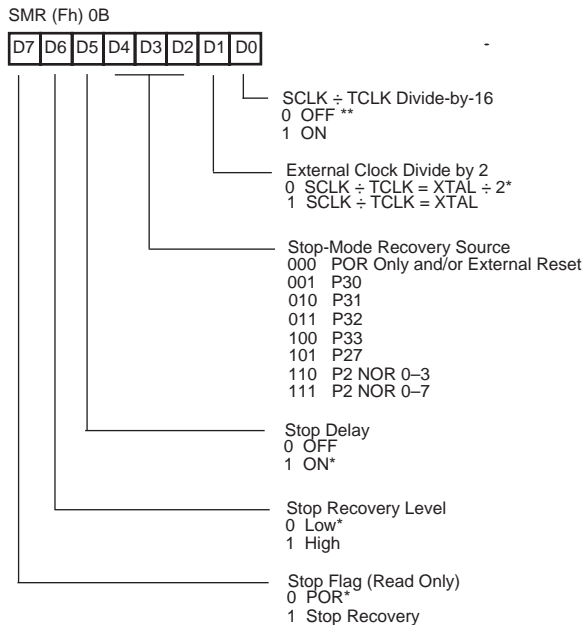 SMR (Fh) 0B
D7 D6 D5 D4 D3 D2 D1 D0
-
SCLK ÷ TCLK Divide-by-16
0 OFF **
1 ON
External Clock Divide by 2
0 SCLK ÷ TCLK = XTAL ÷ 2*
1 SCLK ÷ TCLK = XTAL
Stop-Mode Recovery Source
000 POR Only and/or External Reset
001 P30
010 P31
011 P32
100 P33
101 P27
110 P2 NOR 0–3
111 P2 NOR 0–7
Stop Delay
0 OFF
1 ON*
Stop Recovery Level
0 Low*
1 High
Stop Flag (Read Only)
0 POR*
1 Stop Recovery